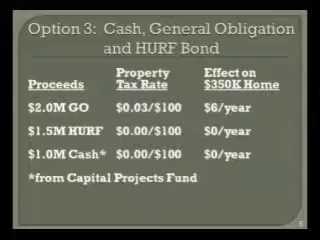 Option 3: Cash, General Obligation
and HURF Bond
Property Effect on
Proceeds Tax Rate $350K Home
$2.0M GO $0.03/$100 $6/year
$1.5M HURF $0.00/$100 $0/year
$1.0M Cash* $0.00/$100 $0/year
*from Capital Projects Fund